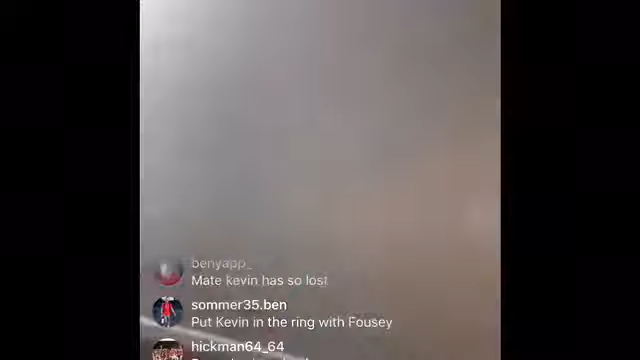 benyapp_
Mate kevin has so lost
sommer35.ben
Put Kevin in the ring with Fousey
hickman64_64